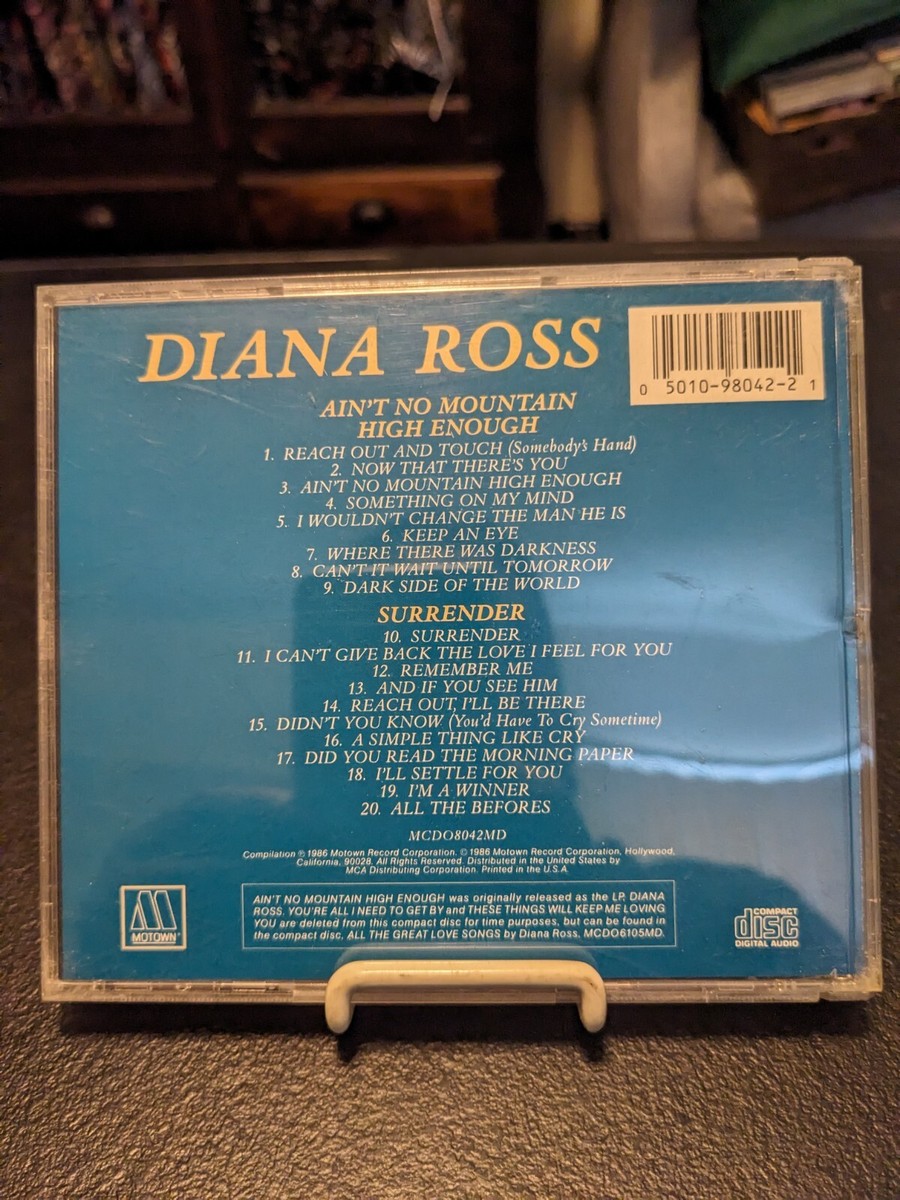 DIANA ROSS
0 5010-98042-2 1
AIN'T NO MOUNTAIN
HIGH ENOUGH
1. REACH OUT AND TOUCH (Somebody's Hand)
2. NOW THAT THERE'S YOU
3. AIN'T NO MOUNTAIN HIGH ENOUGH
4. SOMETHING ON MY MIND
5. I WOULDN'T CHANGE THE MAN HE IS
6. KEEP AN EYE
7. WHERE THERE WAS DARKNESS
8. CAN'T IT WAIT UNTIL TOMORROW
9. DARK SIDE OF THE WORLD
SURRENDER
10. SURRENDER
11. I CAN'T GIVE BACK THE LOVE I FEEL FOR YOU
12. REMEMBER ME
13. AND IF YOU SEE HIM
14. REACH OUT, I'LL BE THERE
15. DIDN'T YOU KNOW (You'd Have To Cry Sometime)
16. A SIMPLE THING LIKE CRY
17. DID YOU READ THE MORNING PAPER
18. I'LL SETTLE FOR YOU
19. I'M A WINNER
20. ALL THE BEFORES
MCDO8042MD
Compilation ℗ 1986 Motown Record Corporation. © 1986 Motown Record Corporation, Hollywood,
California, 90028. All Rights Reserved. Distributed in the United States by
MCA Distributing Corporation. Printed in the U.S.A.
AIN'T NO MOUNTAIN HIGH ENOUGH was originally released as the LP, DIANA
ROSS. YOU'RE ALL I NEED TO GET BY and THESE THINGS WILL KEEP ME LOVING
YOU are deleted from this compact disc for time purposes, but can be found in
the compact disc, ALL THE GREAT LOVE SONGS by Diana Ross. MCDO6105MD.
MOTOWN
COMPACT
disc
DIGITAL AUDIO